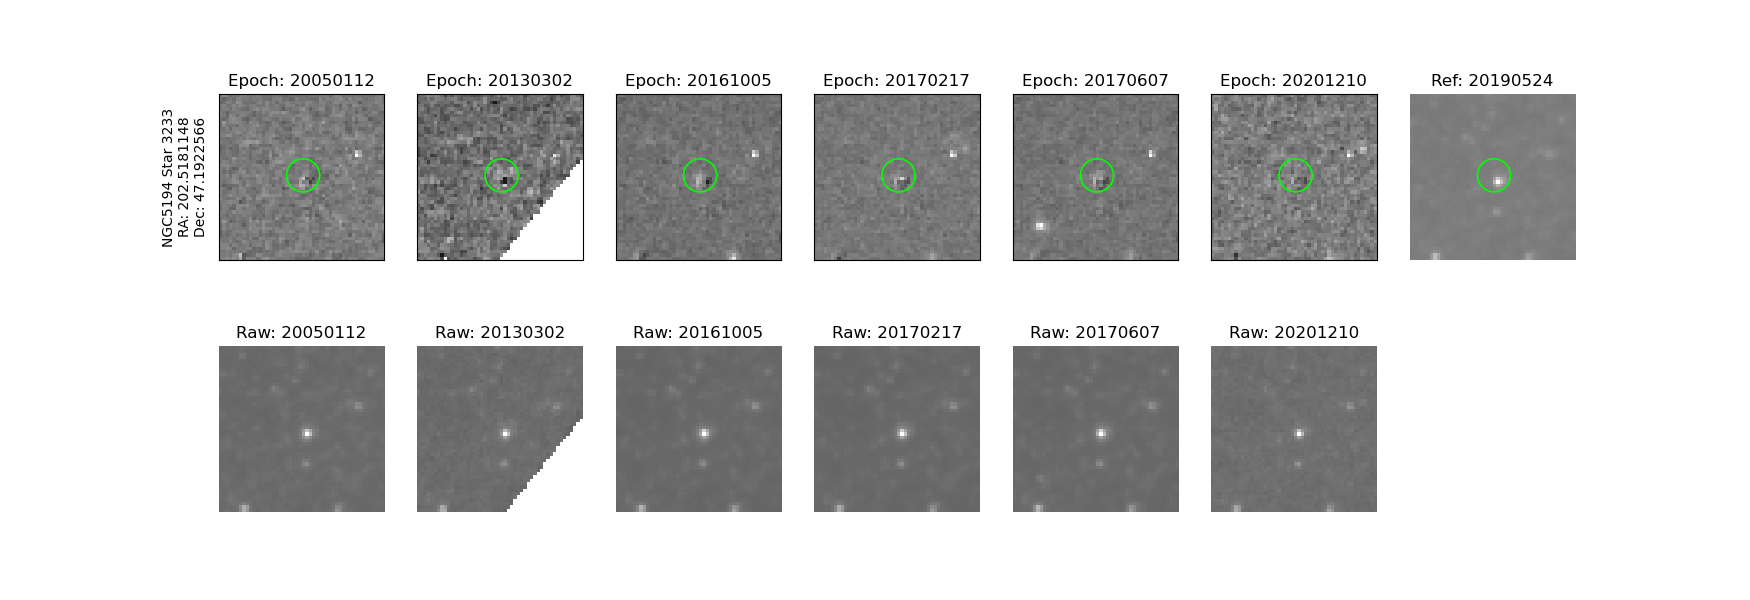 NGC5194 Star 3233
RA: 202.5181148
Dec: 47.19222566
Epoch: 20050112
Epoch: 20130302
Epoch: 20161005
Epoch: 20170217
Epoch: 20170607
Epoch: 20201210
Ref: 20190524
Raw: 20050112
Raw: 20130302
Raw: 20161005
Raw: 20170217
Raw: 20170607
Raw: 20201210